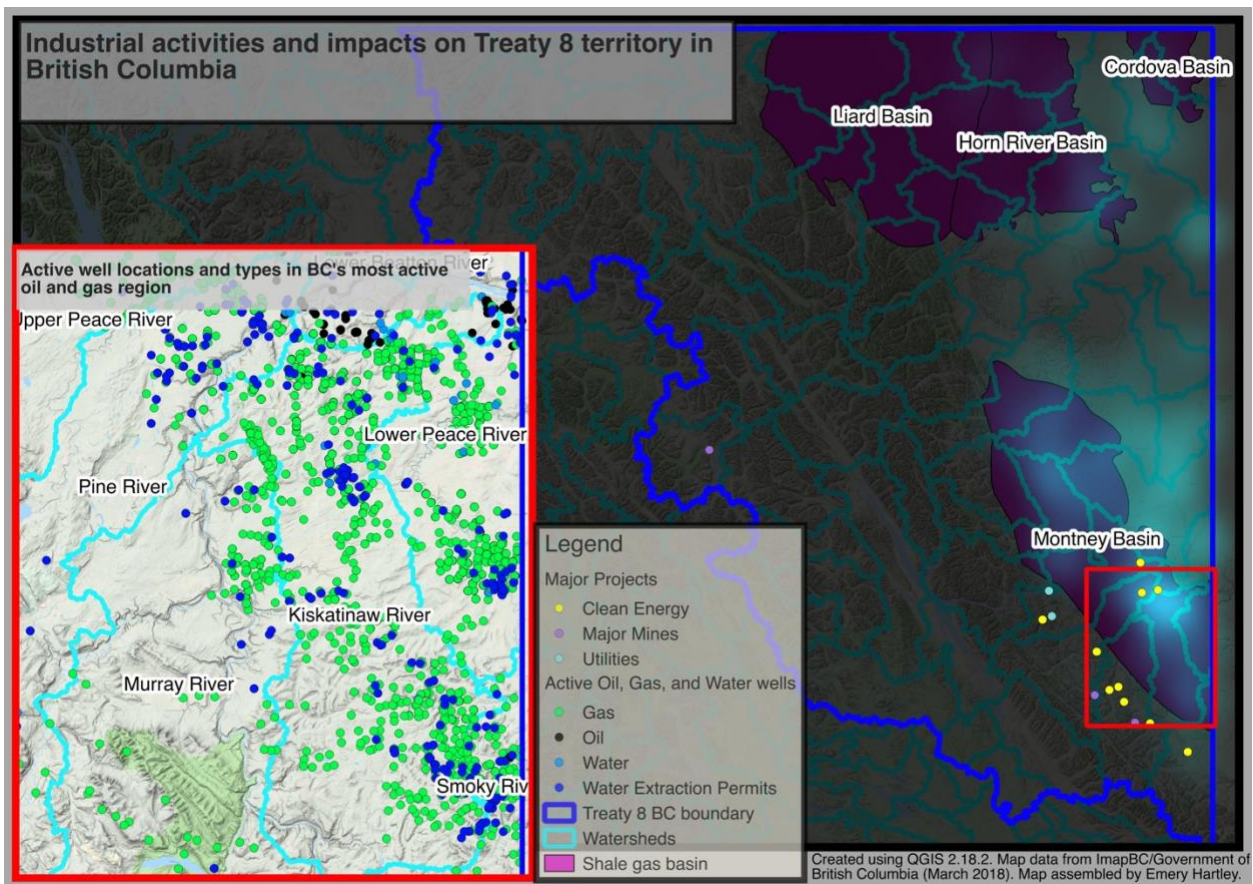 Industrial activities and impacts on Treaty 8 territory in
British Columbia
Cordova Basin
Liard Basin
Horn River Basin
Montney Basin
Lower Beatton River
Active well locations and types in BC's most active
oil and gas region
Upper Peace River
Lower Peace River
Pine River
Kiskatinaw River
Murray River
Smoky Riv
Legend
Major Projects
Clean Energy
Major Mines
Utilities
Active Oil, Gas, and Water wells
Gas
Oil
Water
Water Extraction Permits
Treaty 8 BC boundary
Watersheds
Shale gas basin
Created using QGIS 2.18.2. Map data from ImapBC/Government of
British Columbia (March 2018). Map assembled by Emery Hartley.